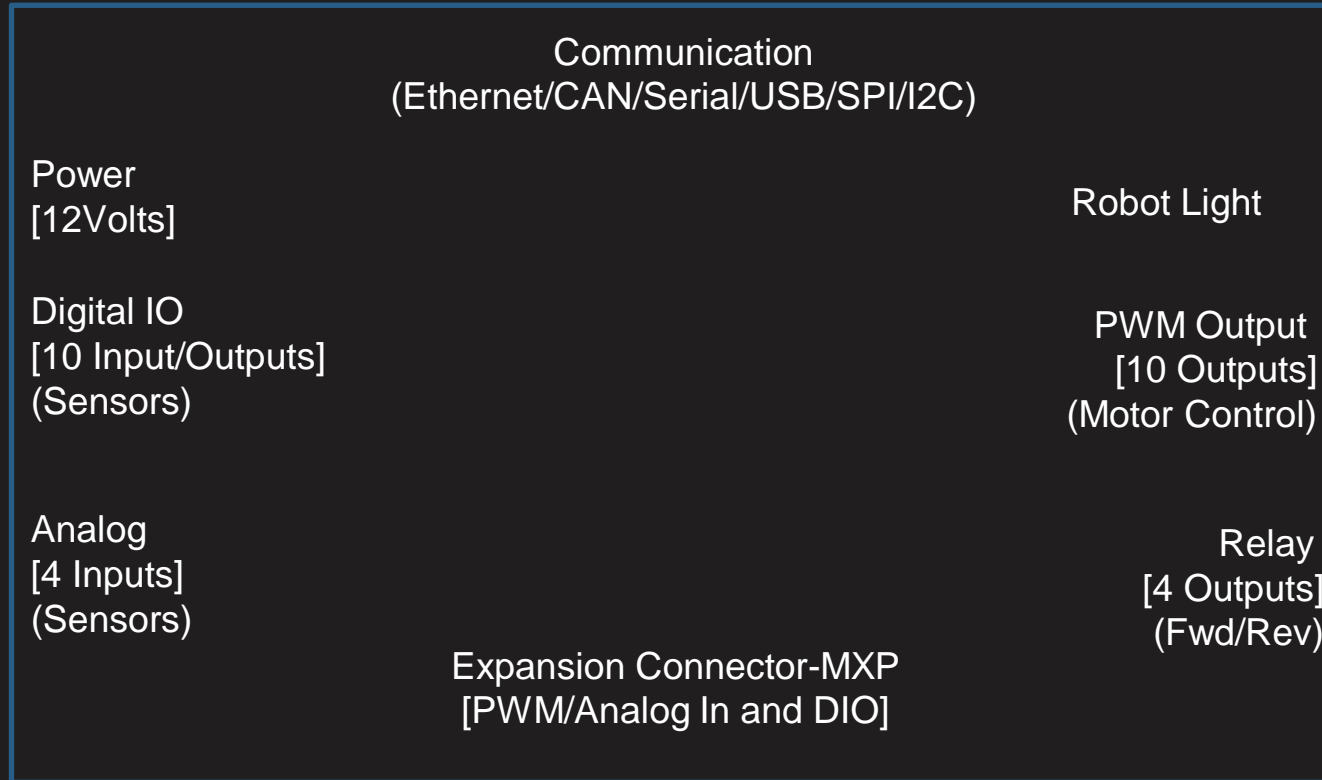 Communication
(Ethernet/CAN/Serial/USB/SPI/I2C)
Power
[12Volts]
Robot Light
Digital IO
[10 Input/Outputs]
(Sensors)
PWM Output
[10 Outputs]
(Motor Control)
Analog
[4 Inputs]
(Sensors)
Relay
[4 Outputs]
(Fwd/Rev)
Expansion Connector-MXP
[PWM/Analog In and DIO]